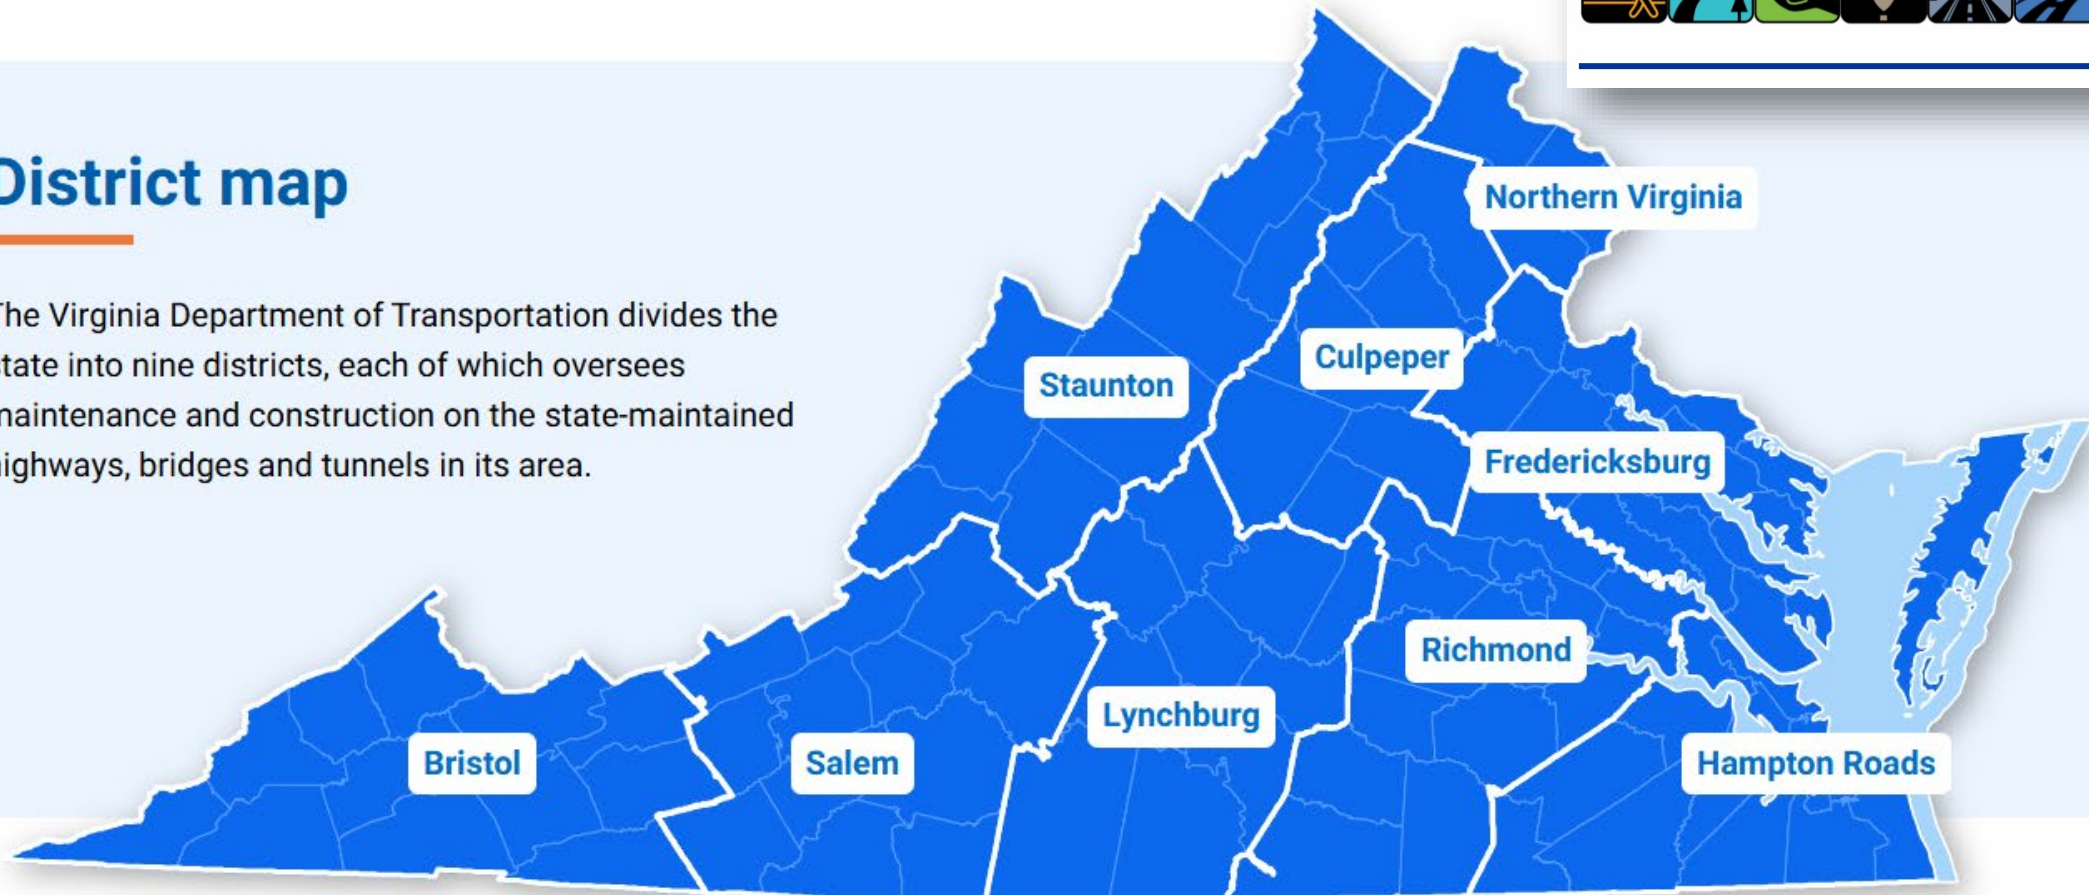 District map
The Virginia Department of Transportation divides the
state into nine districts, each of which oversees
maintenance and construction on the state-maintained
highways, bridges and tunnels in its area.
Northern Virginia
Culpeper
Staunton
Fredericksburg
Richmond
Lynchburg
Bristol
Salem
Hampton Roads